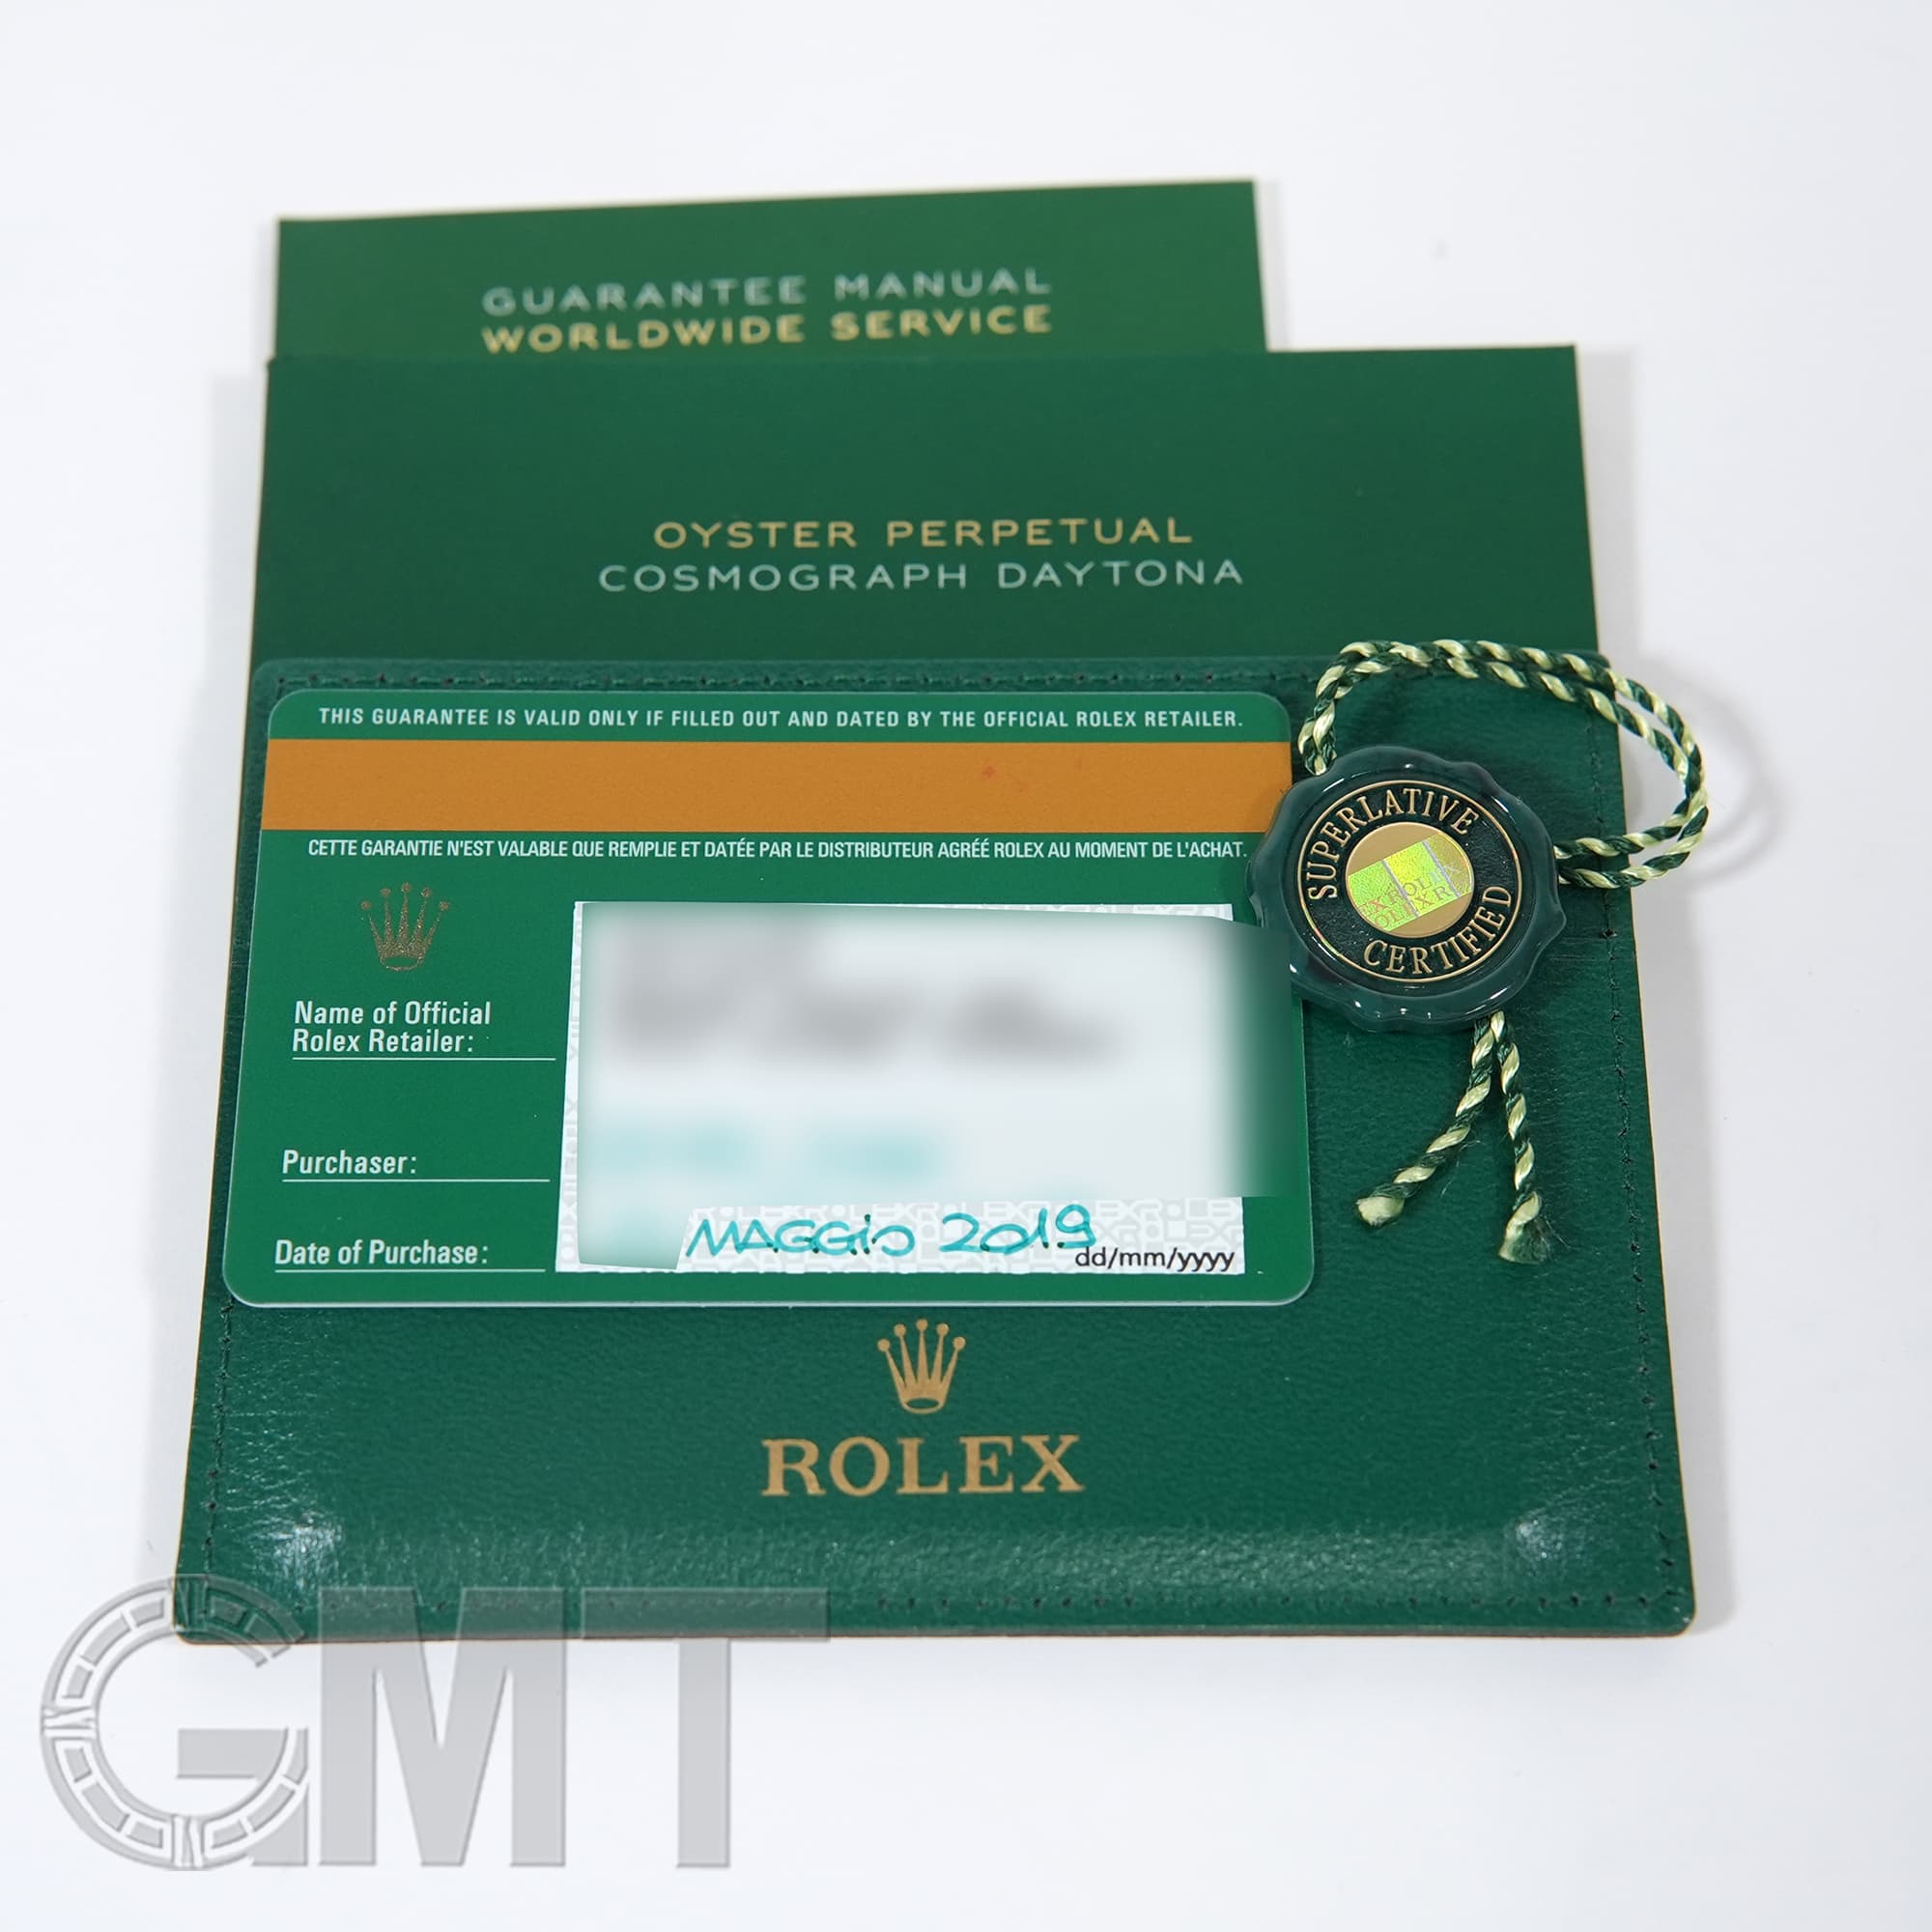 GUARANTEE MANUAL
WORLDWIDE SERVICE
OYSTER PERPETUAL
COSMOGRAPH DAYTONA
THIS GUARANTEE IS VALID ONLY IF FILLED OUT AND DATED BY THE OFFICIAL ROLEX RETAILER.
CETTE GARANTIE N'EST VALABLE QUE REMPLIE ET DATÉE PAR LE DISTRIBUTEUR AGRÉÉ ROLEX AU MOMENT DE L'ACHAT.
SUPERLATIVE
CERTIFIED
Name of Official
Rolex Retailer:
Purchaser:
Date of Purchase: MAGGiO 2019
dd/mm/yyyy
ROLEX
GMT